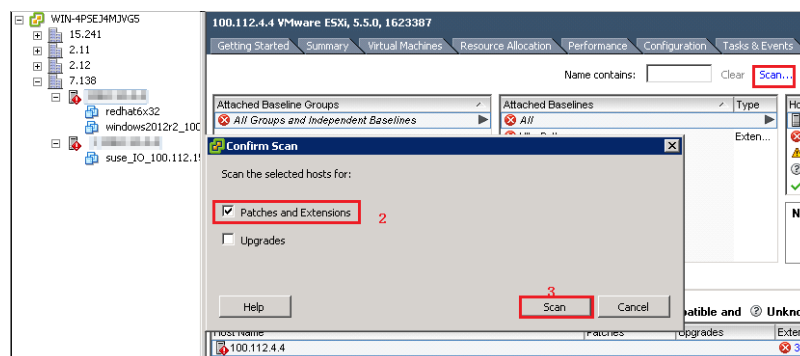 WIN-4PSEJ4MJVG5
15.241
2.11
2.12
7.138
redhat6x32
windows2012r2_100
suse_IO_100.112.15
100.112.4.4 VMware ESXi, 5.5.0, 1623387
Getting Started Summary Virtual Machines Resource Allocation Performance Configuration Tasks & Events
Name contains: Clear Scan...
Attached Baseline Groups
All Groups and Independent Baselines
Attached Baselines Type
All
Exten...
Confirm Scan
Scan the selected hosts for:
Patches and Extensions 2
Upgrades
3
Help Scan Cancel
patible and Unkno
Host Name Patches Upgrades Exter
100.112.4.4 3